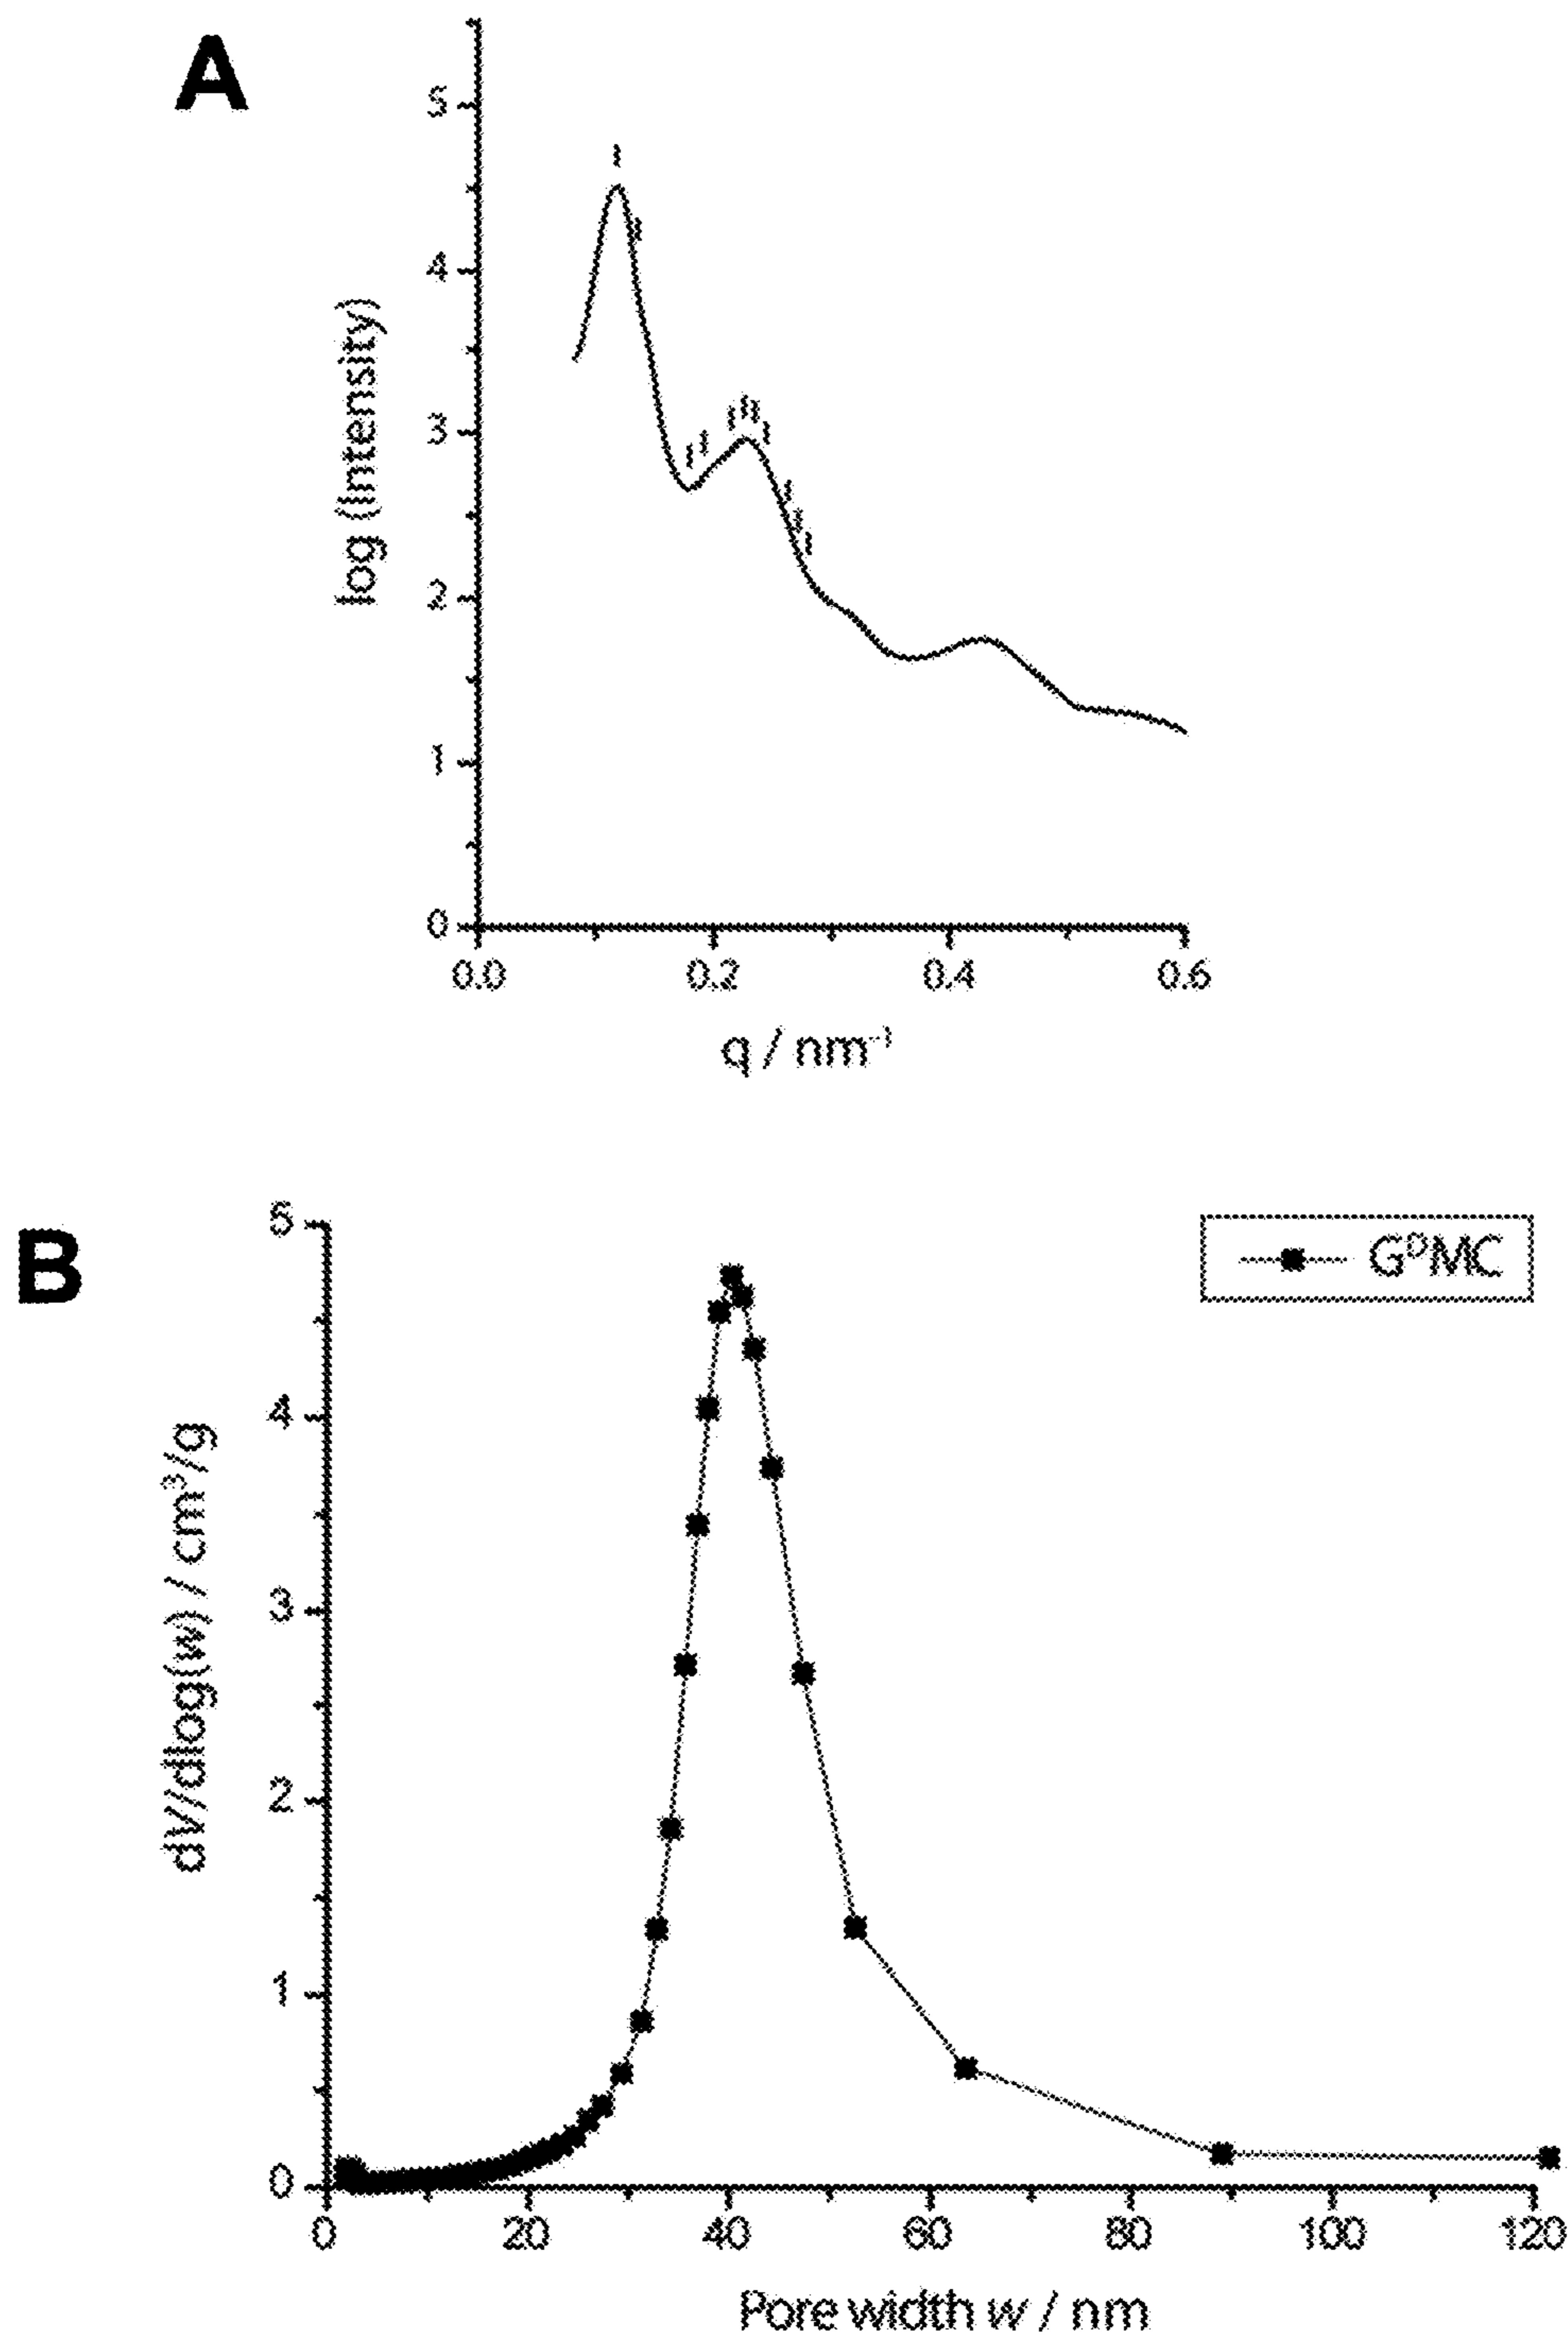 A
5
4
3
2
1
0
log (Intensity)
0.0 0.2 0.4 0.6
q / nm⁻¹
B
5
4
3
2
1
0
dV/dlog(w) / cm³/g
GᴰMC
0 20 40 60 80 100 120
Pore width w / nm